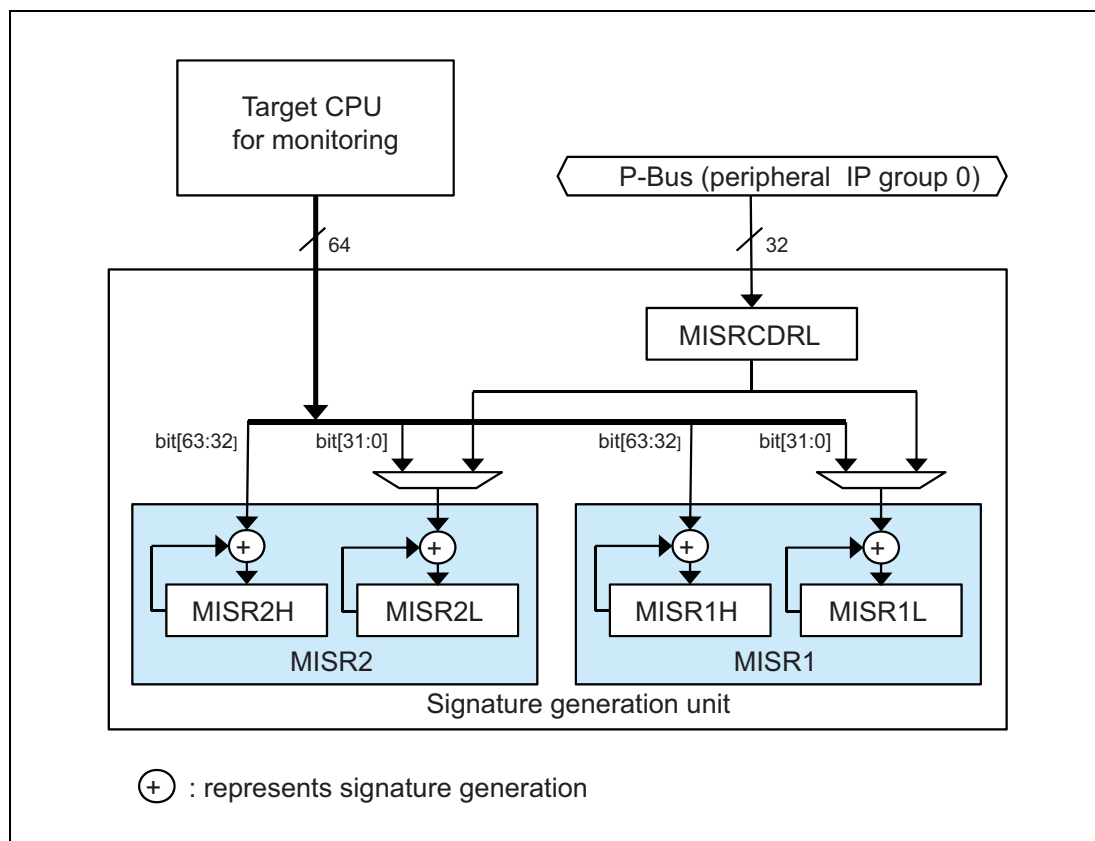 Target CPU
for monitoring
P-Bus (peripheral IP group 0)
64
32
MISRCDRL
bit[63:32]
bit[31:0]
bit[63:32]
bit[31:0]
+
+
+
+
MISR2H
MISR2L
MISR1H
MISR1L
MISR2
MISR1
Signature generation unit
+ : represents signature generation